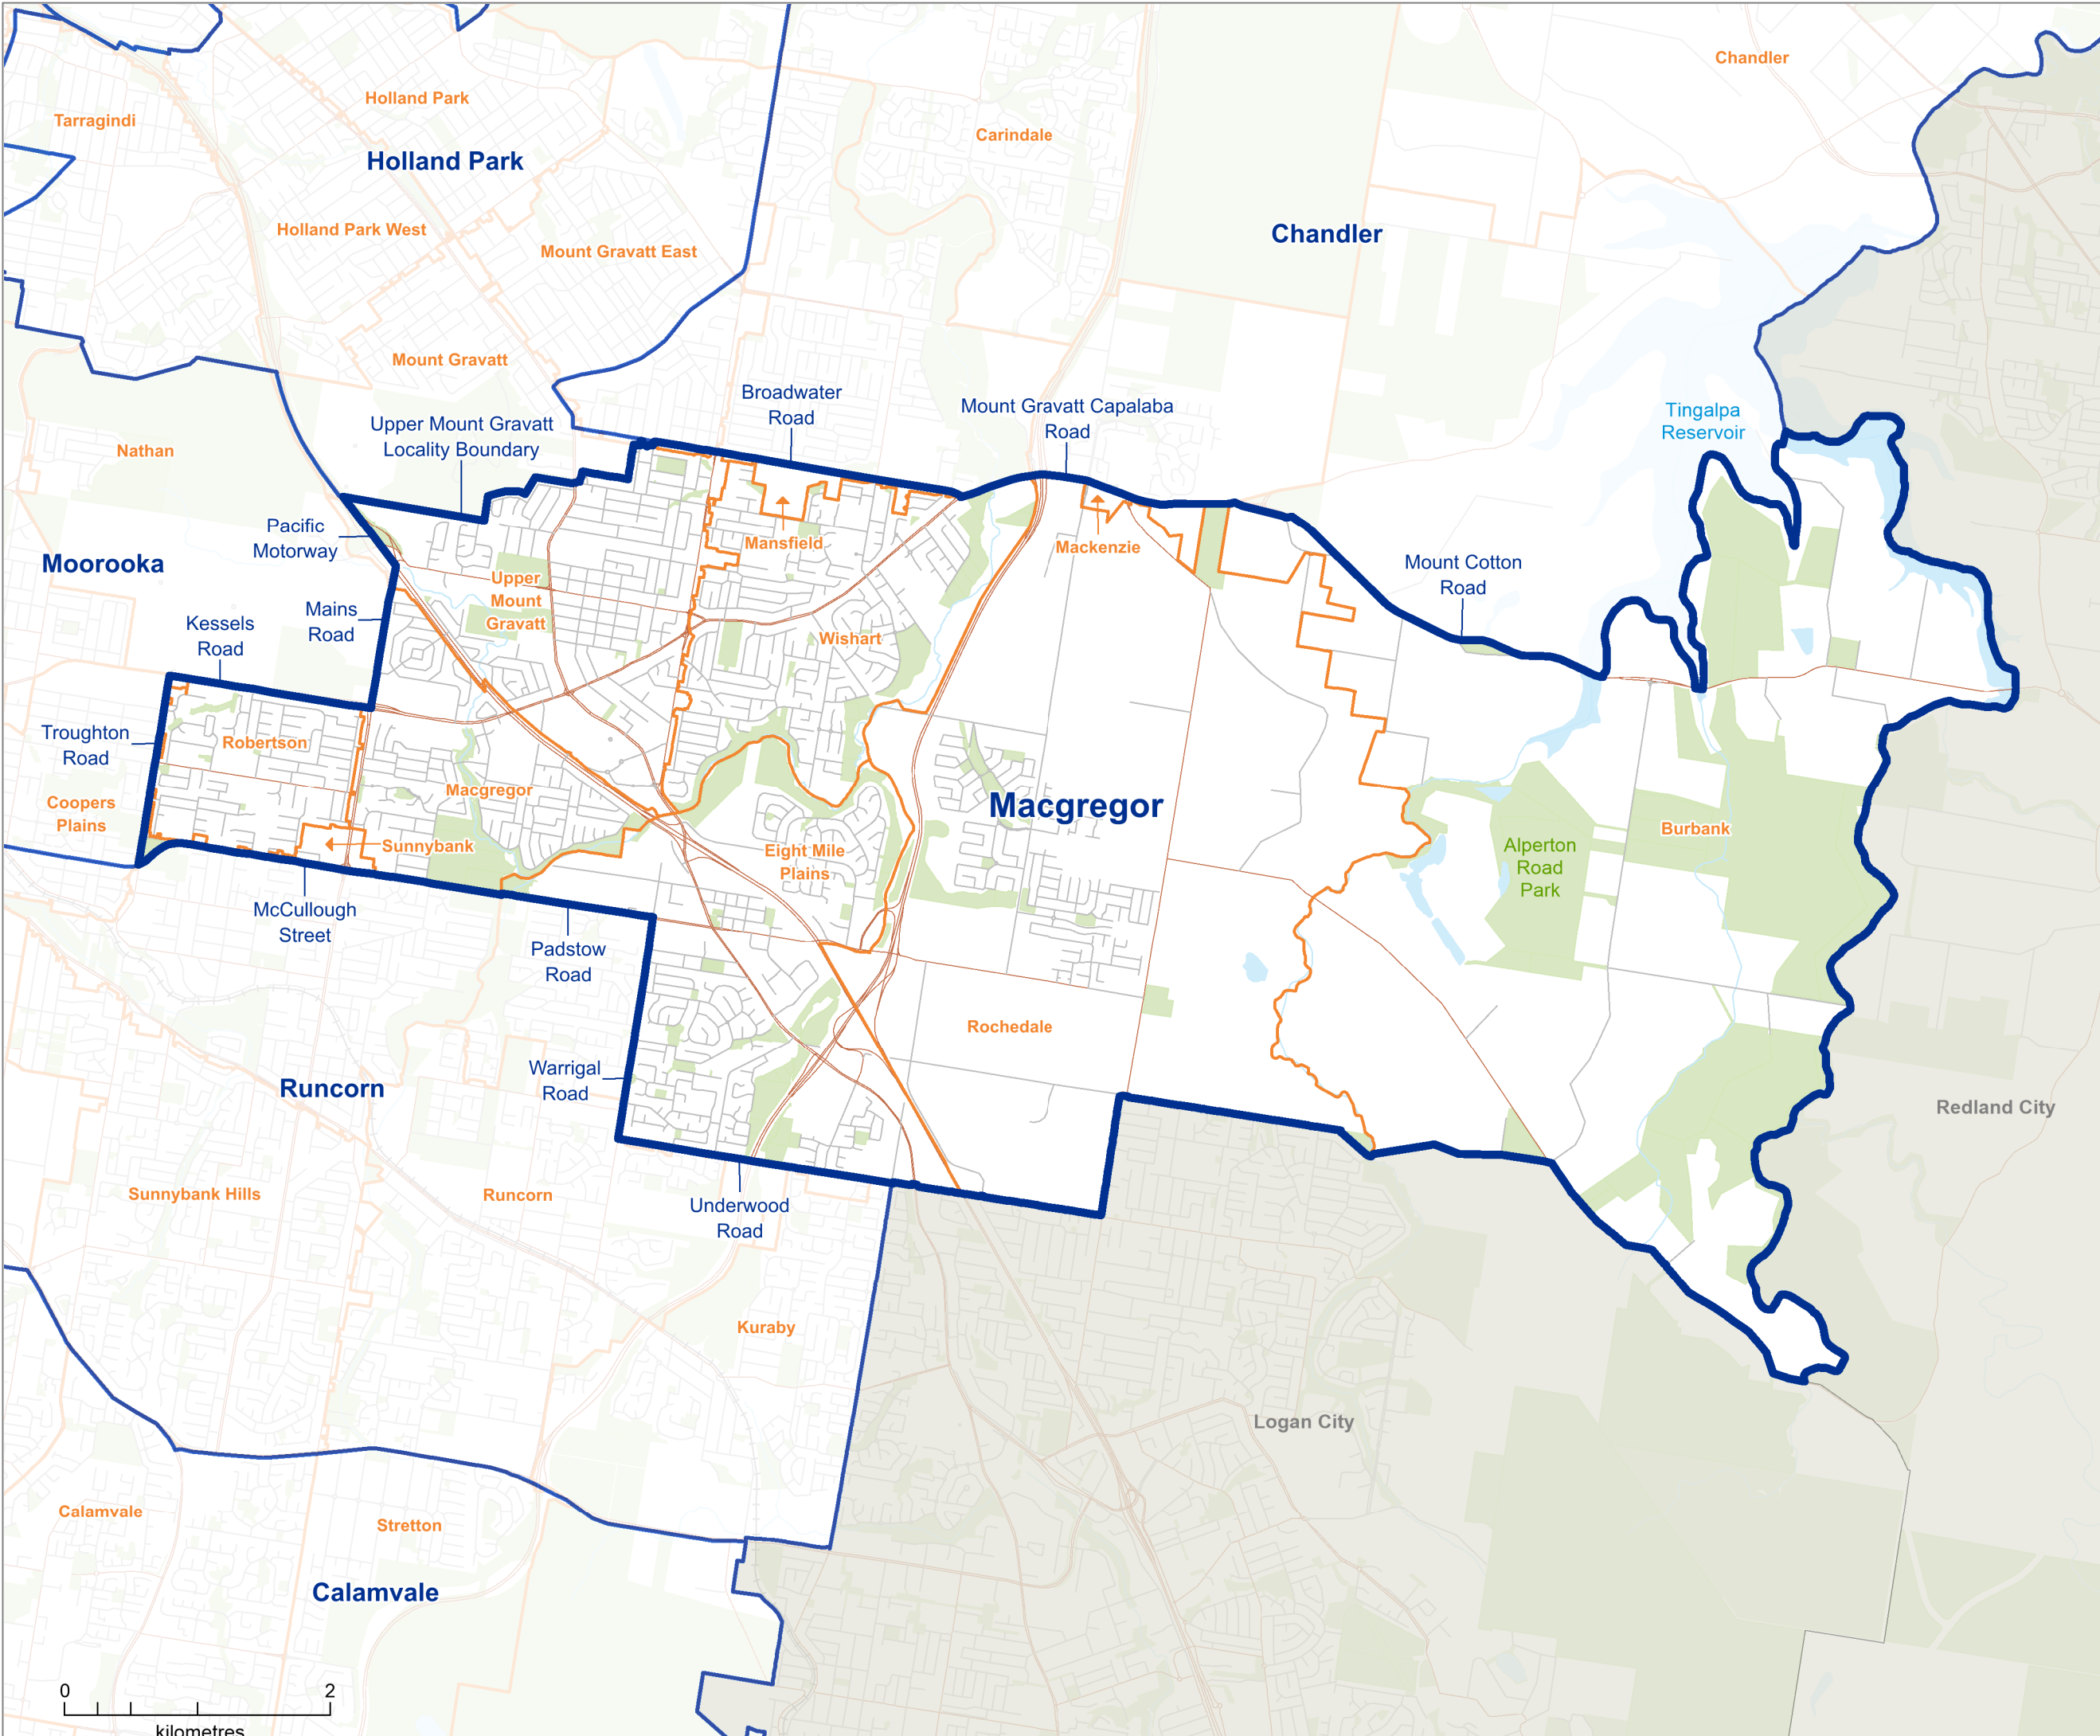 Chandler
Holland Park
Tarragindi
Carindale
Holland Park
Holland Park West
Chandler
Mount Gravatt East
Mount Gravatt
Broadwater
Road
Mount Gravatt Capalaba
Road
Tingalpa
Reservoir
Upper Mount Gravatt
Locality Boundary
Nathan
Pacific
Motorway
Mansfield
Mackenzie
Moorooka
Mount Cotton
Road
Upper
Mount
Gravatt
Mains
Road
Kessels
Road
Wishart
Troughton
Road
Robertson
Macgregor
Macgregor
Coopers
Plains
Sunnybank
Eight Mile
Plains
Alperton
Road
Park
Burbank
McCullough
Street
Padstow
Road
Rochedale
Warrigal
Road
Runcorn
Redland City
Sunnybank Hills
Runcorn
Underwood
Road
Kuraby
Logan City
Calamvale
Stretton
Calamvale
0 2
kilometres